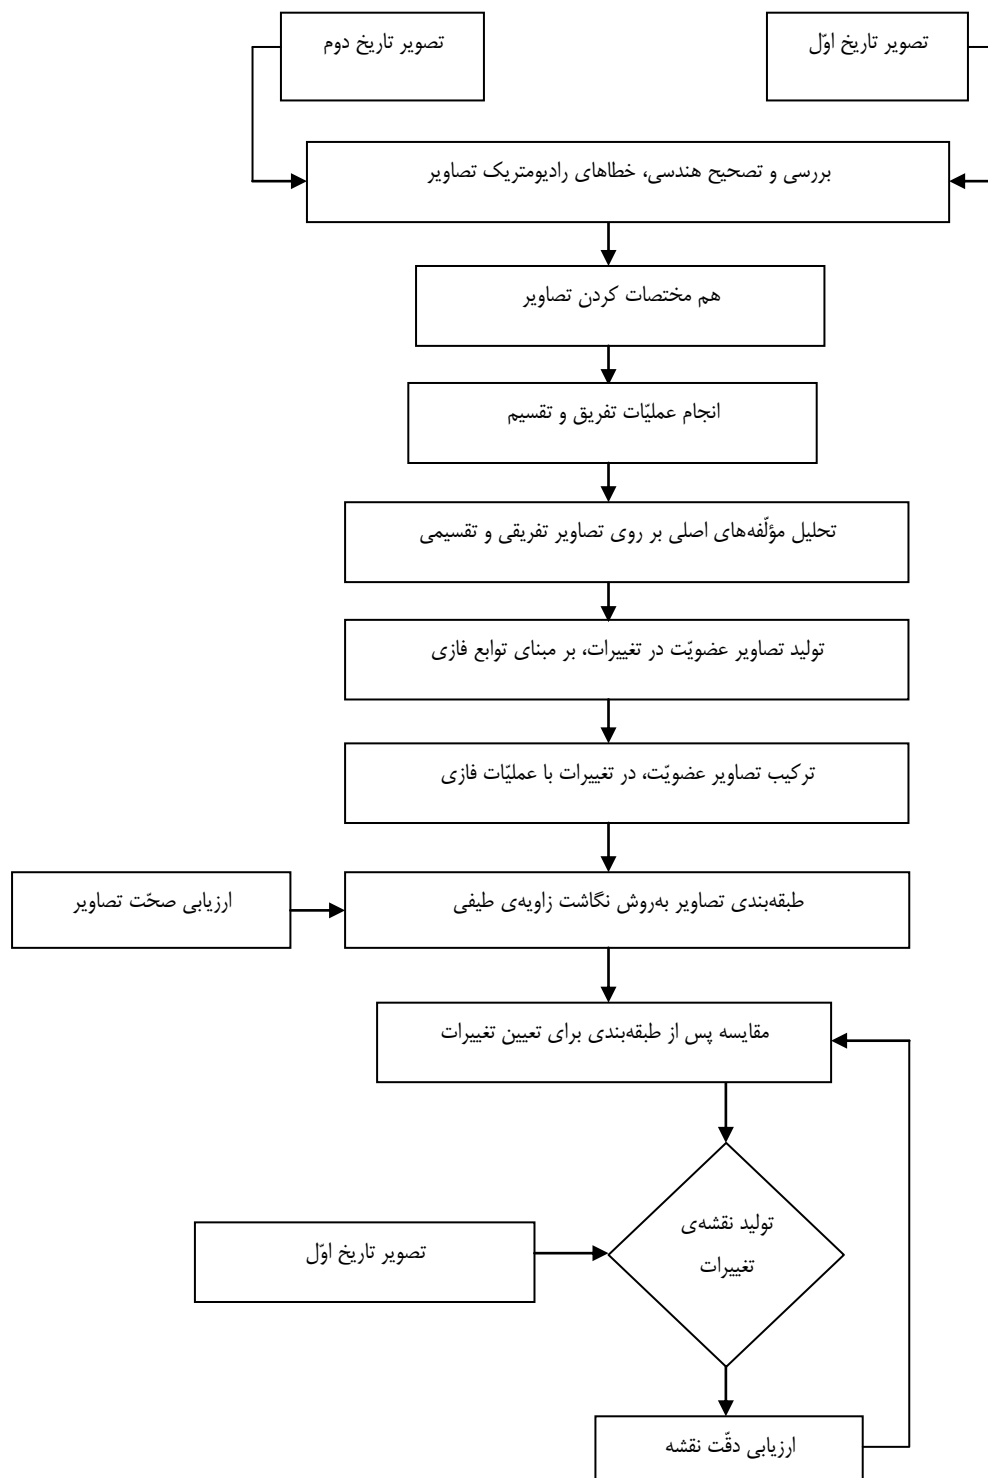 تصویر تاریخ اوّل
تصویر تاریخ دوم
بررسی و تصحیح هندسی، خطاهای رادیومتریک تصاویر
هم مختصات کردن تصاویر
انجام عملیّات تفریق و تقسیم
تحلیل مؤلّفه‌های اصلی بر روی تصاویر تفریقی و تقسیمی
تولید تصاویر عضویّت در تغییرات، بر مبنای توابع فازی
ترکیب تصاویر عضویّت، در تغییرات با عملیّات فازی
طبقه‌بندی تصاویر به‌روش نگاشت زاویه‌ی طیفی
ارزیابی صحّت تصاویر
مقایسه پس از طبقه‌بندی برای تعیین تغییرات
تولید نقشه‌ی
تغییرات
تصویر تاریخ اوّل
ارزیابی دقّت نقشه